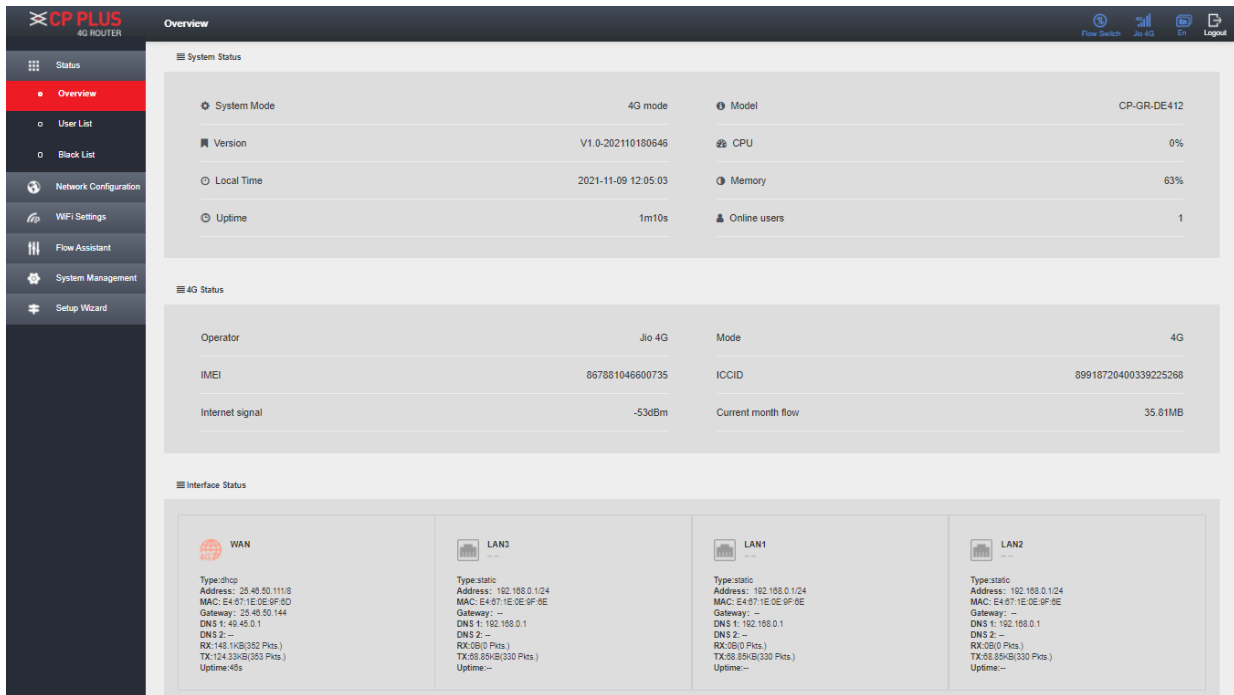 CP PLUS
4G ROUTER
Overview
Flow Switch
Jio 4G
En
Logout
Status
Overview
User List
Black List
Network Configuration
WiFi Settings
Flow Assistant
System Management
Setup Wizard
System Status
System Mode 4G mode
Model CP-GR-DE412
Version V1.0-202110180646
CPU 0%
Local Time 2021-11-09 12:05:03
Memory 63%
Uptime 1m10s
Online users 1
4G Status
Operator Jio 4G
Mode 4G
IMEI 867881046600735
ICCID 89918720400339225268
Internet signal -53dBm
Current month flow 35.81MB
Interface Status
4G
WAN
Type:dhcp
Address: 25.46.50.111/8
MAC: E4:67:1E:0E:9F:6D
Gateway: 25.46.50.144
DNS 1: 49.45.0.1
DNS 2: --
RX:148.1KB(352 Pkts.)
TX:124.33KB(353 Pkts.)
Uptime:46s
LAN3
-- --
Type:static
Address: 192.168.0.1/24
MAC: E4:67:1E:0E:9F:6E
Gateway: --
DNS 1: 192.168.0.1
DNS 2: --
RX:0B(0 Pkts.)
TX:68.85KB(330 Pkts.)
Uptime:--
LAN1
-- --
Type:static
Address: 192.168.0.1/24
MAC: E4:67:1E:0E:9F:6E
Gateway: --
DNS 1: 192.168.0.1
DNS 2: --
RX:0B(0 Pkts.)
TX:68.85KB(330 Pkts.)
Uptime:--
LAN2
-- --
Type:static
Address: 192.168.0.1/24
MAC: E4:67:1E:0E:9F:6E
Gateway: --
DNS 1: 192.168.0.1
DNS 2: --
RX:0B(0 Pkts.)
TX:68.85KB(330 Pkts.)
Uptime:--